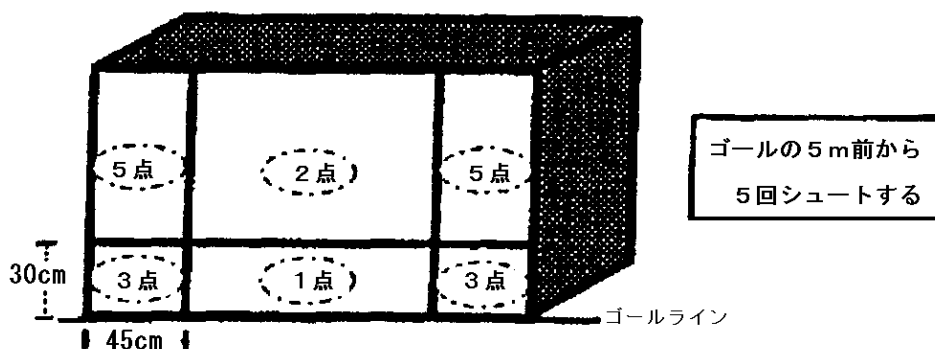 5点
2点
5点
ゴールの5m前から
5回シュートする
30cm
3点
1点
3点
ゴールライン
45cm